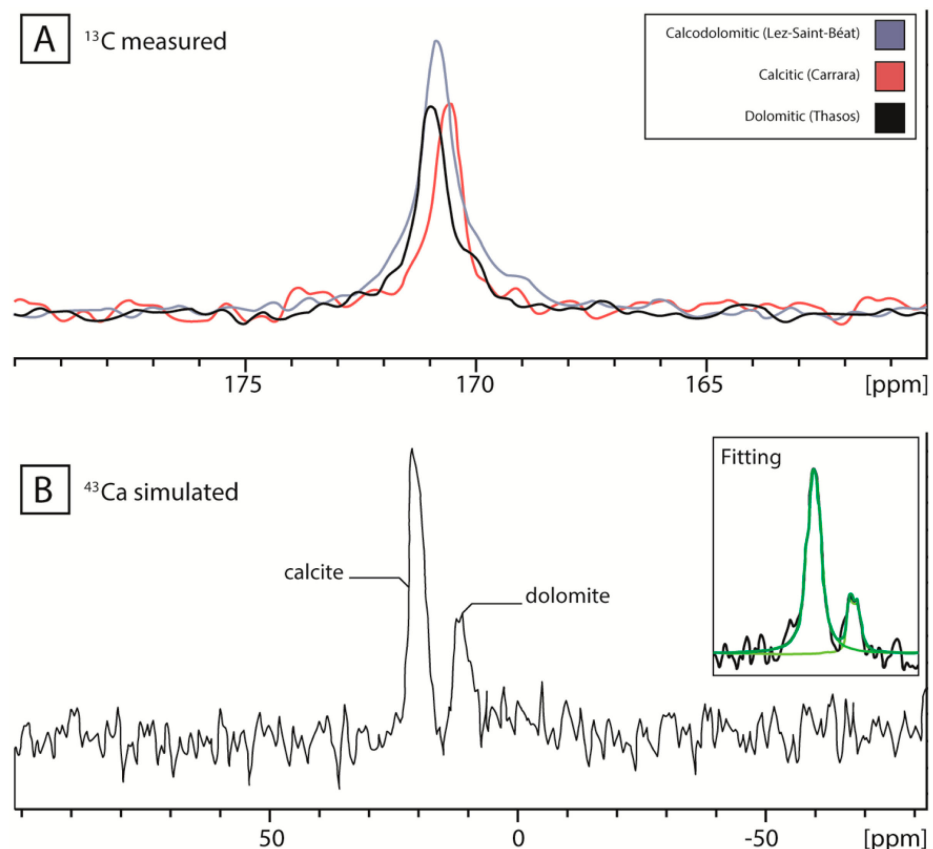 A
¹³C measured
Calcodolomitic (Lez-Saint-Béat)
Calcitic (Carrara)
Dolomitic (Thasos)
175 170 165 [ppm]
B
⁴³Ca simulated
Fitting
calcite
dolomite
50 0 -50 [ppm]